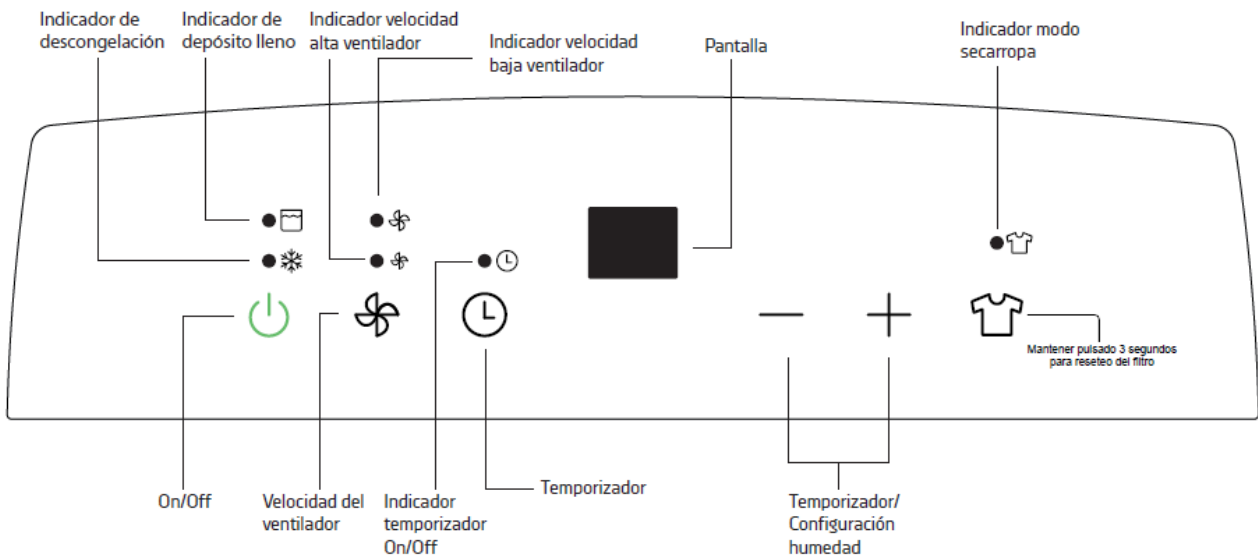 Indicador de
descongelación
Indicador de
depósito lleno
Indicador velocidad
alta ventilador
Indicador velocidad
baja ventilador
Pantalla
Indicador modo
secarropa
Mantener pulsado 3 segundos
para reseteo del filtro
On/Off
Velocidad del
ventilador
Indicador
temporizador
On/Off
Temporizador
Temporizador/
Configuración
humedad